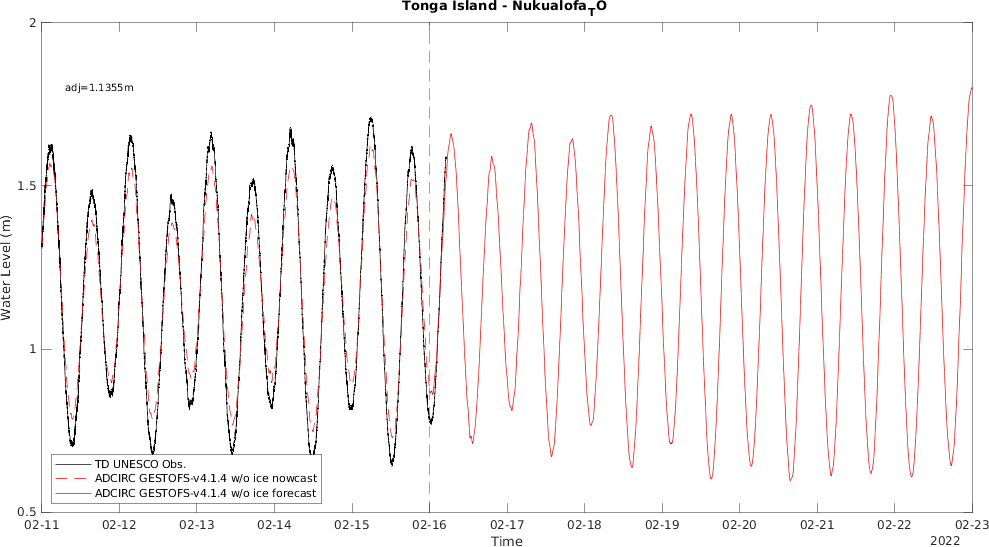 Tonga Island - Nukualofa_TO
adj=1.1355m
2
1.5
1
0.5
Water Level (m)
TD UNESCO Obs.
ADCIRC GESTOFS-v4.1.4 w/o ice nowcast
ADCIRC GESTOFS-v4.1.4 w/o ice forecast
02-11 02-12 02-13 02-14 02-15 02-16 02-17 02-18 02-19 02-20 02-21 02-22 02-23
Time
2022